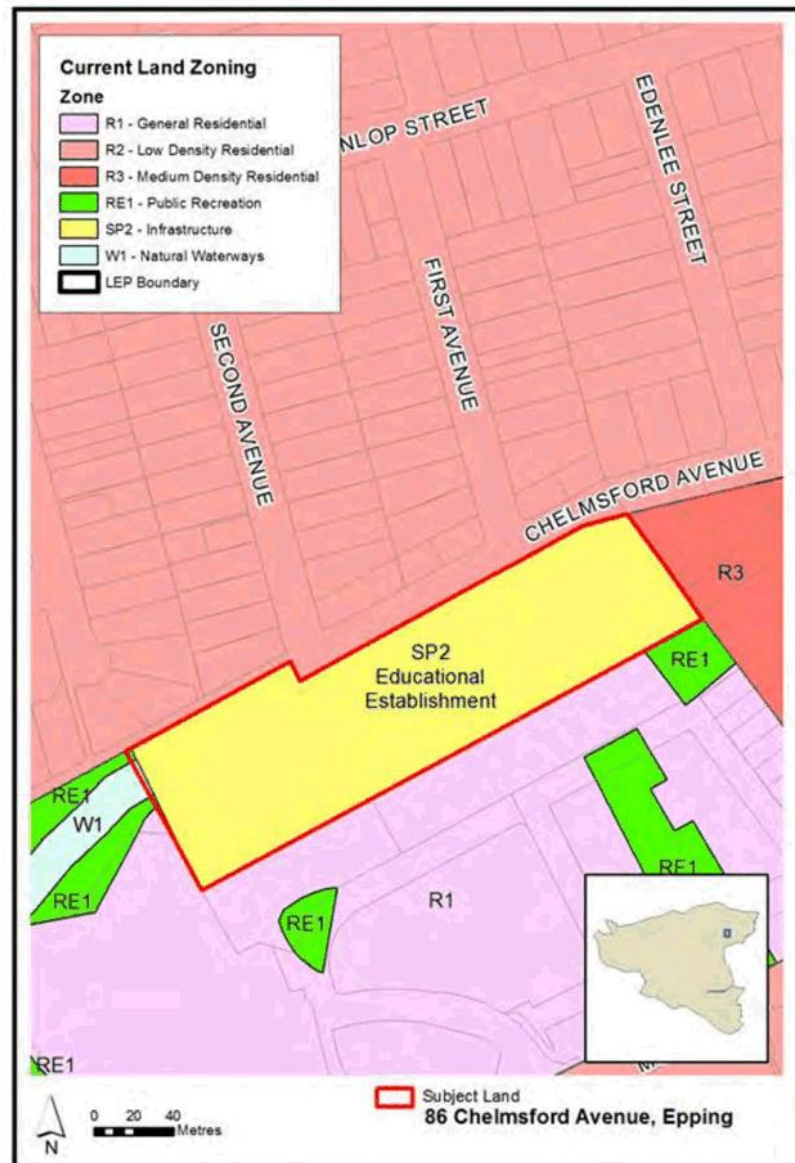 Current Land Zoning
Zone
R1 - General Residential
R2 - Low Density Residential
R3 - Medium Density Residential
RE1 - Public Recreation
SP2 - Infrastructure
W1 - Natural Waterways
LEP Boundary
NLOP STREET
EDENLEE STREET
FIRST AVENUE
SECOND AVENUE
CHELMSFORD AVENUE
R3
SP2
Educational
Establishment
RE1
RE1
W1
RE1
RE1
RE1
R1
RE1
N
0 20 40
Metres
Subject Land
86 Chelmsford Avenue, Epping